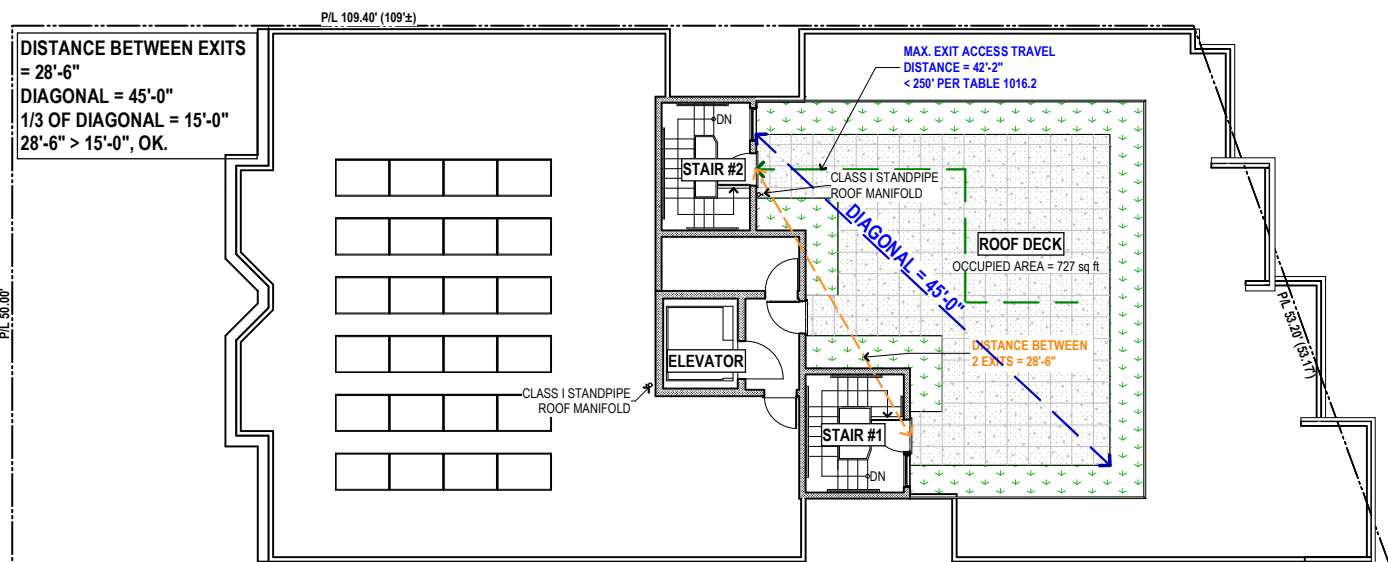 P/L 109.40' (109'±)
DISTANCE BETWEEN EXITS
= 28'-6"
DIAGONAL = 45'-0"
1/3 OF DIAGONAL = 15'-0"
28'-6" > 15'-0", OK.
MAX. EXIT ACCESS TRAVEL
DISTANCE = 42'-2"
< 250' PER TABLE 1016.2
DN
STAIR #2
CLASS I STANDPIPE
ROOF MANIFOLD
DIAGONAL = 45'-0"
ROOF DECK
OCCUPIED AREA = 727 sq ft
P/L 50.00'
P/L 53.20' (53.17')
DISTANCE BETWEEN
2 EXITS = 28'-6"
ELEVATOR
CLASS I STANDPIPE
ROOF MANIFOLD
STAIR #1
DN